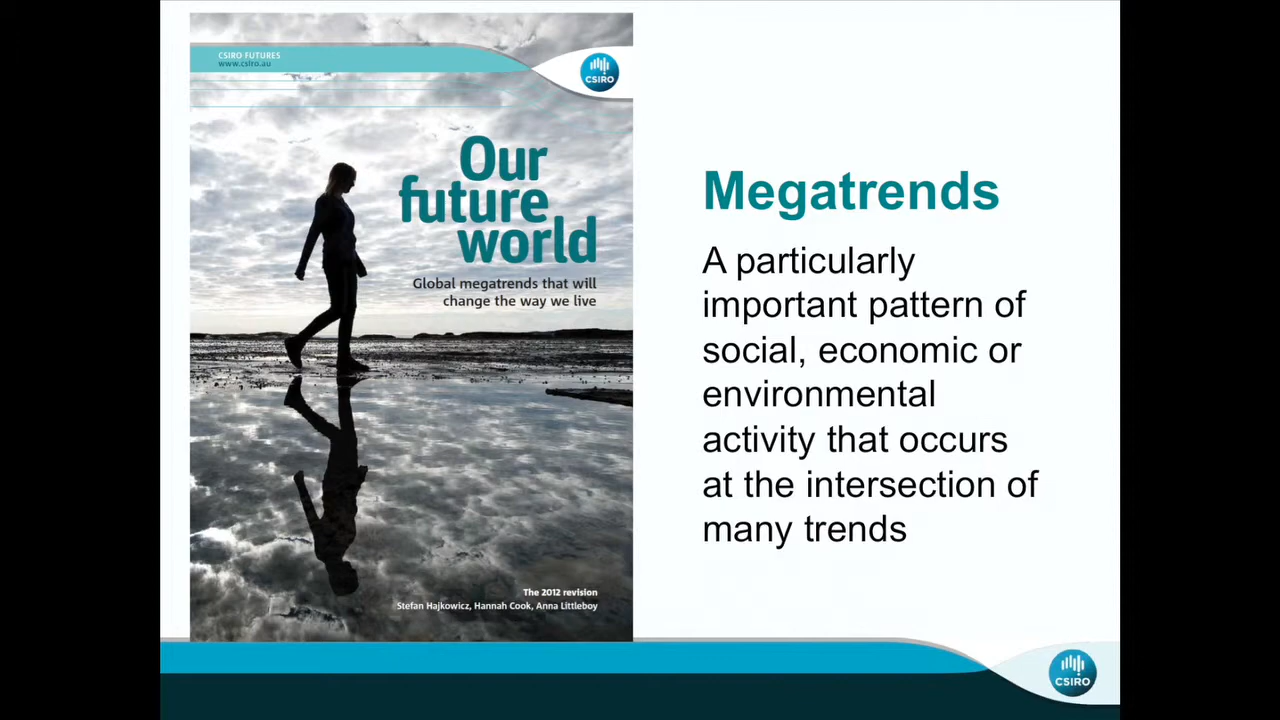 CSIRO FUTURES
www.csiro.au
CSIRO
Our
future
world
Global megatrends that will
change the way we live
The 2012 revision
Stefan Hajkowicz, Hannah Cook, Anna Littleboy
Megatrends
A particularly
important pattern of
social, economic or
environmental
activity that occurs
at the intersection of
many trends
CSIRO